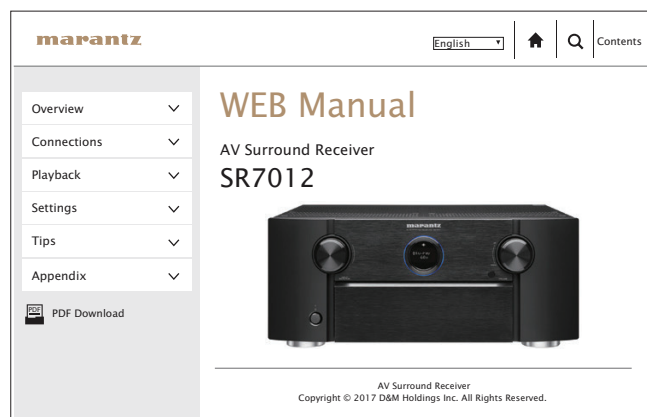 marantz
English
Contents
Overview
Connections
Playback
Settings
Tips
Appendix
PDF
PDF Download
WEB Manual
AV Surround Receiver
SR7012
marantz
AV Surround Receiver
Copyright © 2017 D&M Holdings Inc. All Rights Reserved.